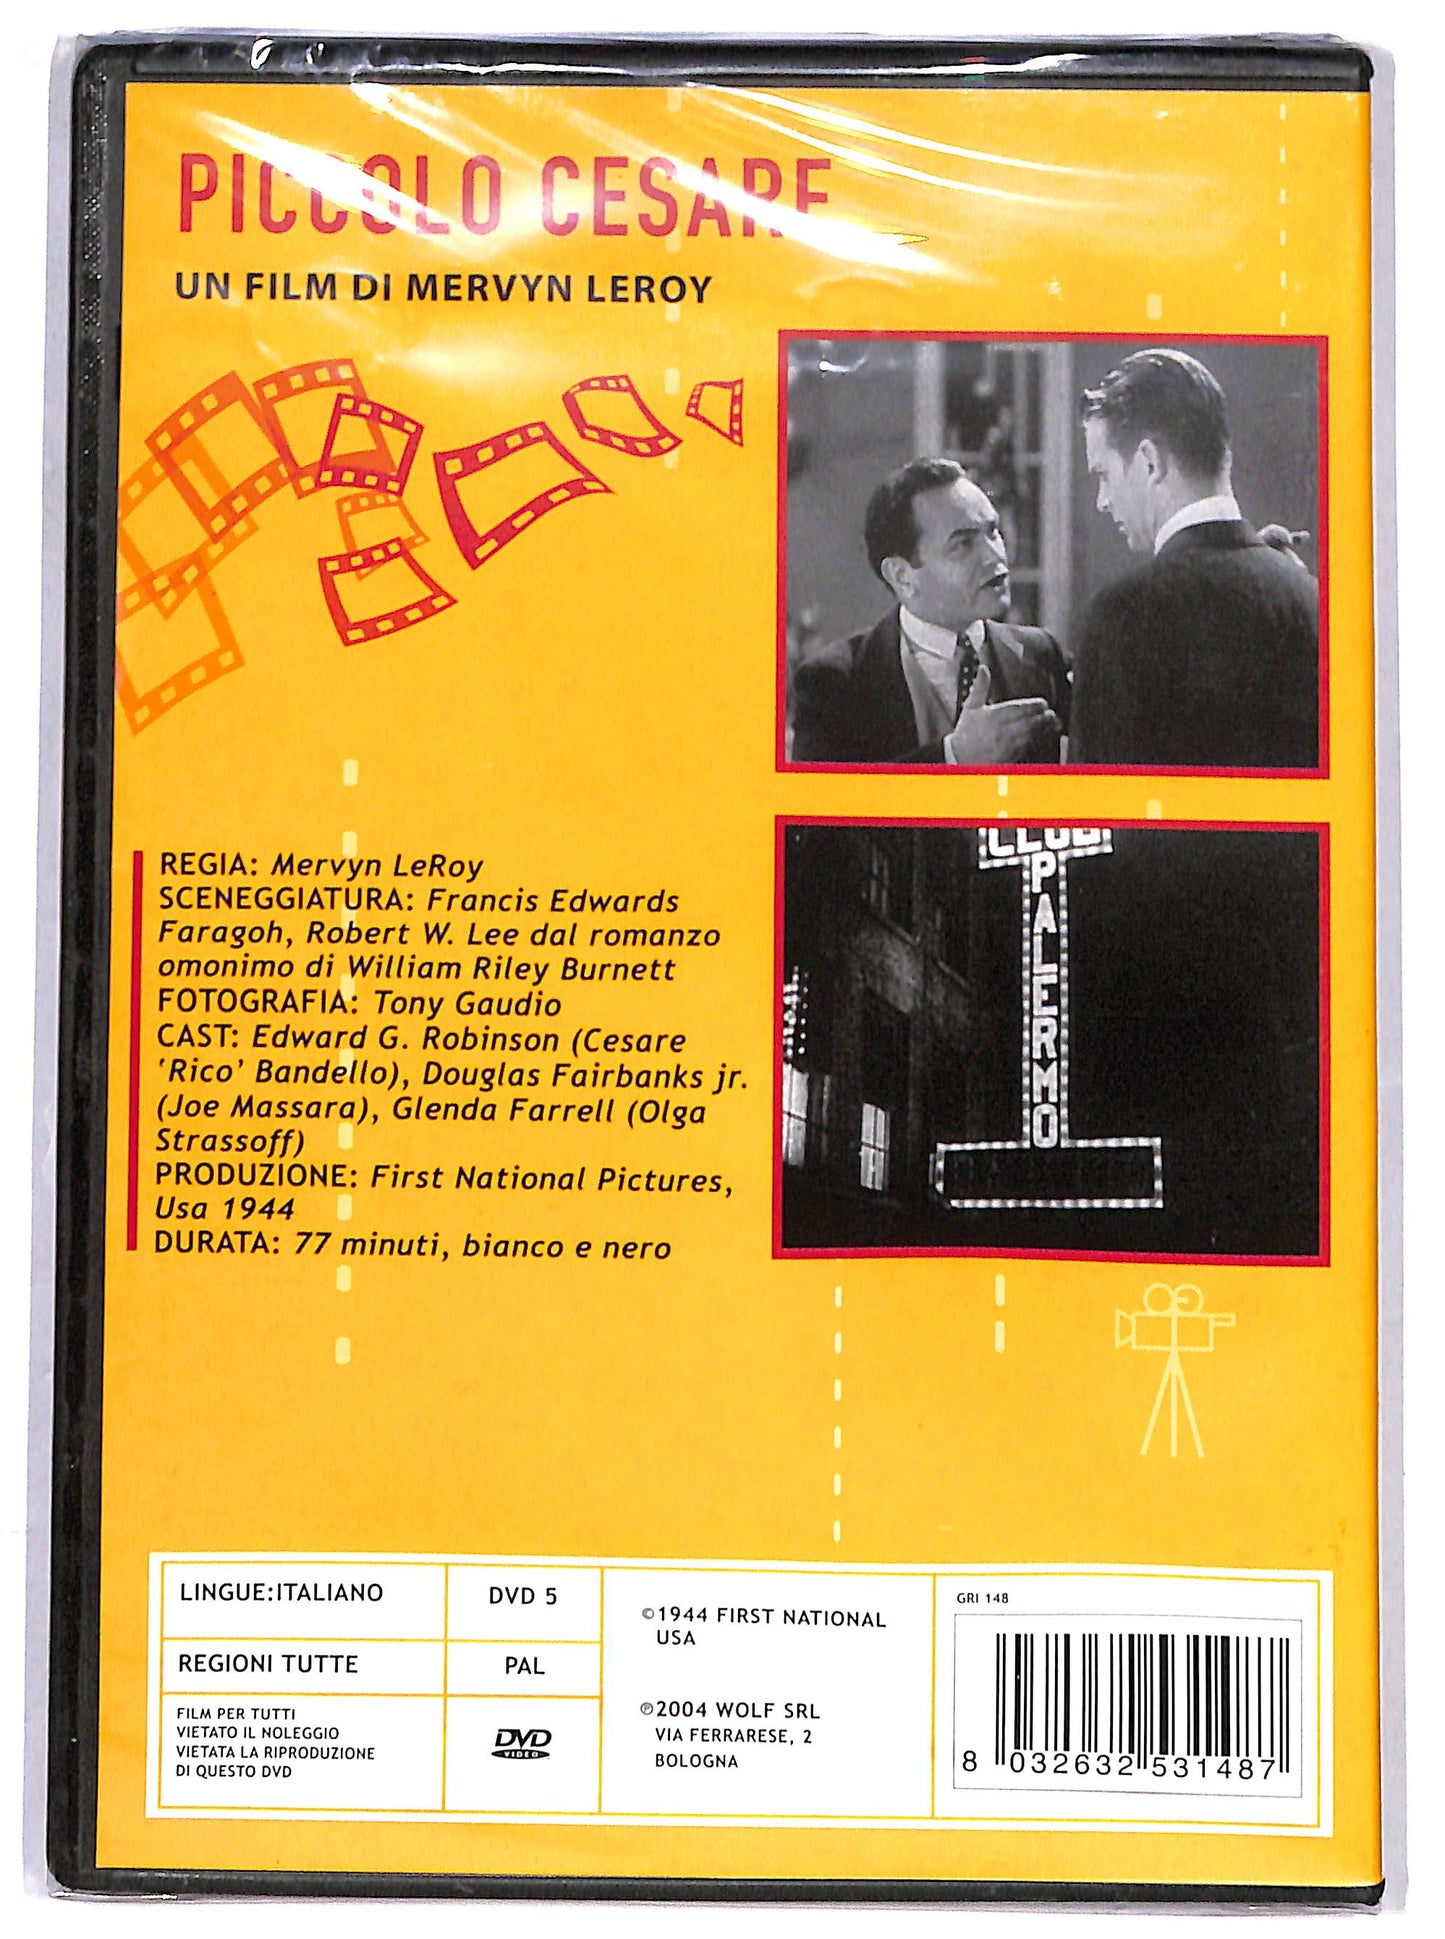 PICCOLO CESARE
UN FILM DI MERVYN LEROY
REGIA: Mervyn LeRoy
SCENEGGIATURA: Francis Edwards
Faragoh, Robert W. Lee dal romanzo
omonimo di William Riley Burnett
FOTOGRAFIA: Tony Gaudio
CAST: Edward G. Robinson (Cesare
'Rico' Bandello), Douglas Fairbanks jr.
(Joe Massara), Glenda Farrell (Olga
Strassoff)
PRODUZIONE: First National Pictures,
Usa 1944
DURATA: 77 minuti, bianco e nero
CLUB
PALERMO
LINGUE:ITALIANO
DVD 5
REGIONI TUTTE
PAL
FILM PER TUTTI
VIETATO IL NOLEGGIO
VIETATA LA RIPRODUZIONE
DI QUESTO DVD
DVD
VIDEO
©1944 FIRST NATIONAL
USA
℗2004 WOLF SRL
VIA FERRARESE, 2
BOLOGNA
GRI 148
8 032632 531487